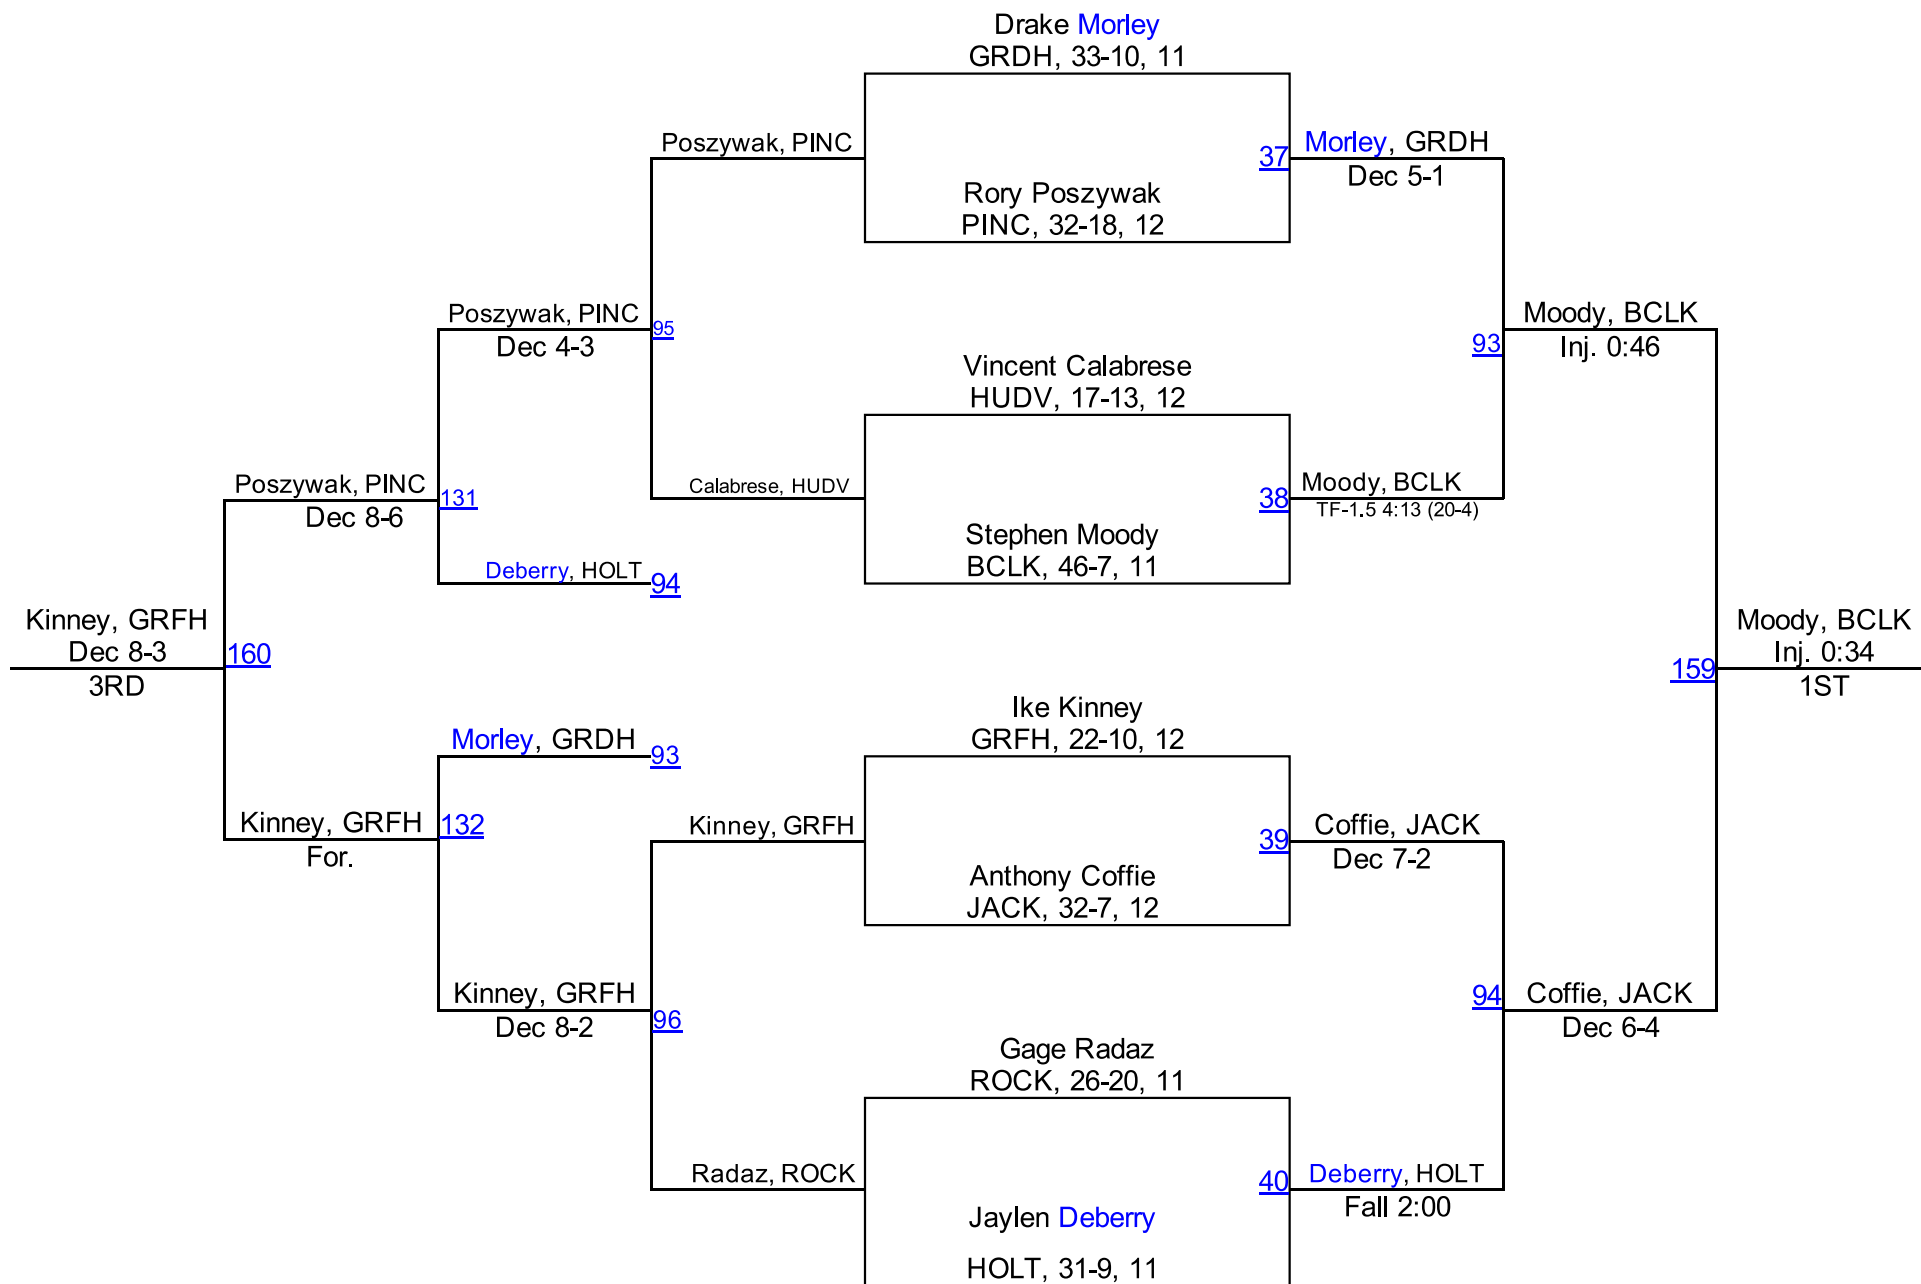 Drake Morley
GRDH, 33-10, 11
Poszywak, PINC
37
Morley, GRDH
Dec 5-1
Rory Poszywak
PINC, 32-18, 12
Poszywak, PINC
Dec 4-3
95
Moody, BCLK
Inj. 0:46
93
Vincent Calabrese
HUDV, 17-13, 12
Poszywak, PINC
Dec 8-6
131
Calabrese, HUDV
38
Moody, BCLK
TF-1.5 4:13 (20-4)
Stephen Moody
BCLK, 46-7, 11
Deberry, HOLT
94
Kinney, GRFH
Dec 8-3
3RD
160
159
Moody, BCLK
Inj. 0:34
1ST
Ike Kinney
GRFH, 22-10, 12
Morley, GRDH
93
Kinney, GRFH
For.
132
Kinney, GRFH
39
Coffie, JACK
Dec 7-2
Anthony Coffie
JACK, 32-7, 12
Kinney, GRFH
Dec 8-2
96
94
Coffie, JACK
Dec 6-4
Gage Radaz
ROCK, 26-20, 11
Radaz, ROCK
40
Deberry, HOLT
Fall 2:00
Jaylen Deberry
HOLT, 31-9, 11